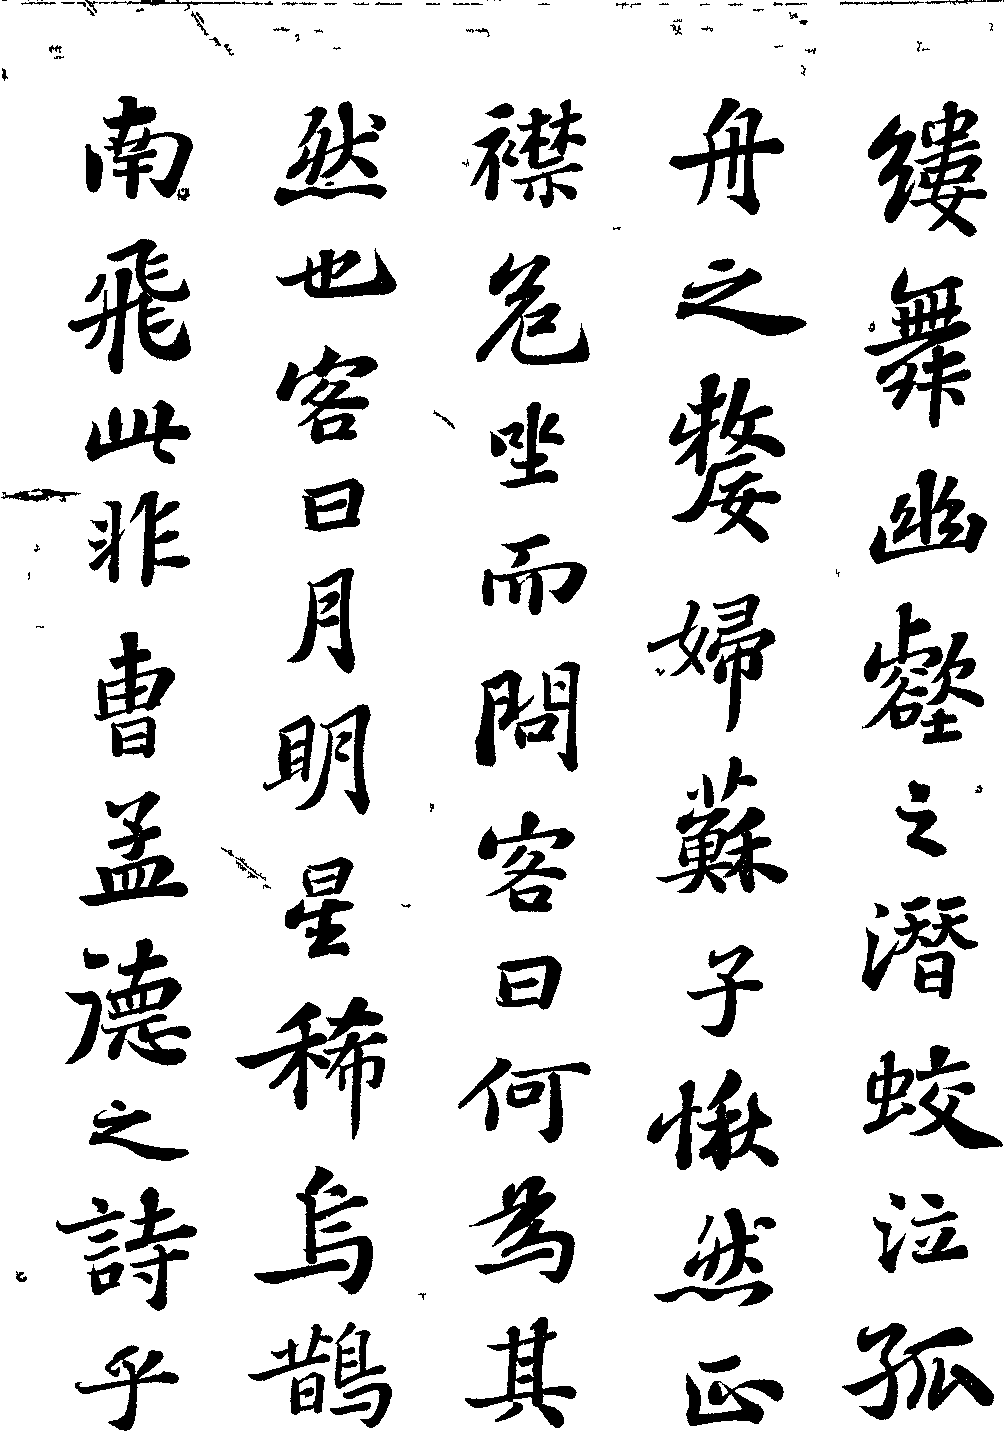 縷舞幽壑之潛蛟泣孤
舟之嫠婦蘇子愀然正
襟危坐而問客曰何為其
然也客曰月明星稀烏鵲
南飛此非曹孟德之詩乎